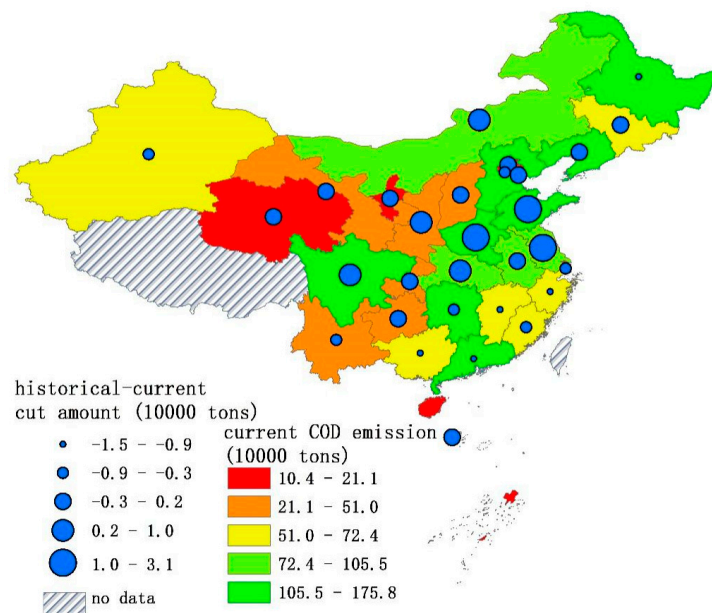 historical-current
cut amount (10000 tons)
-1.5 - -0.9
-0.9 - -0.3
-0.3 - 0.2
0.2 - 1.0
1.0 - 3.1
no data
current COD emission
(10000 tons)
10.4 - 21.1
21.1 - 51.0
51.0 - 72.4
72.4 - 105.5
105.5 - 175.8